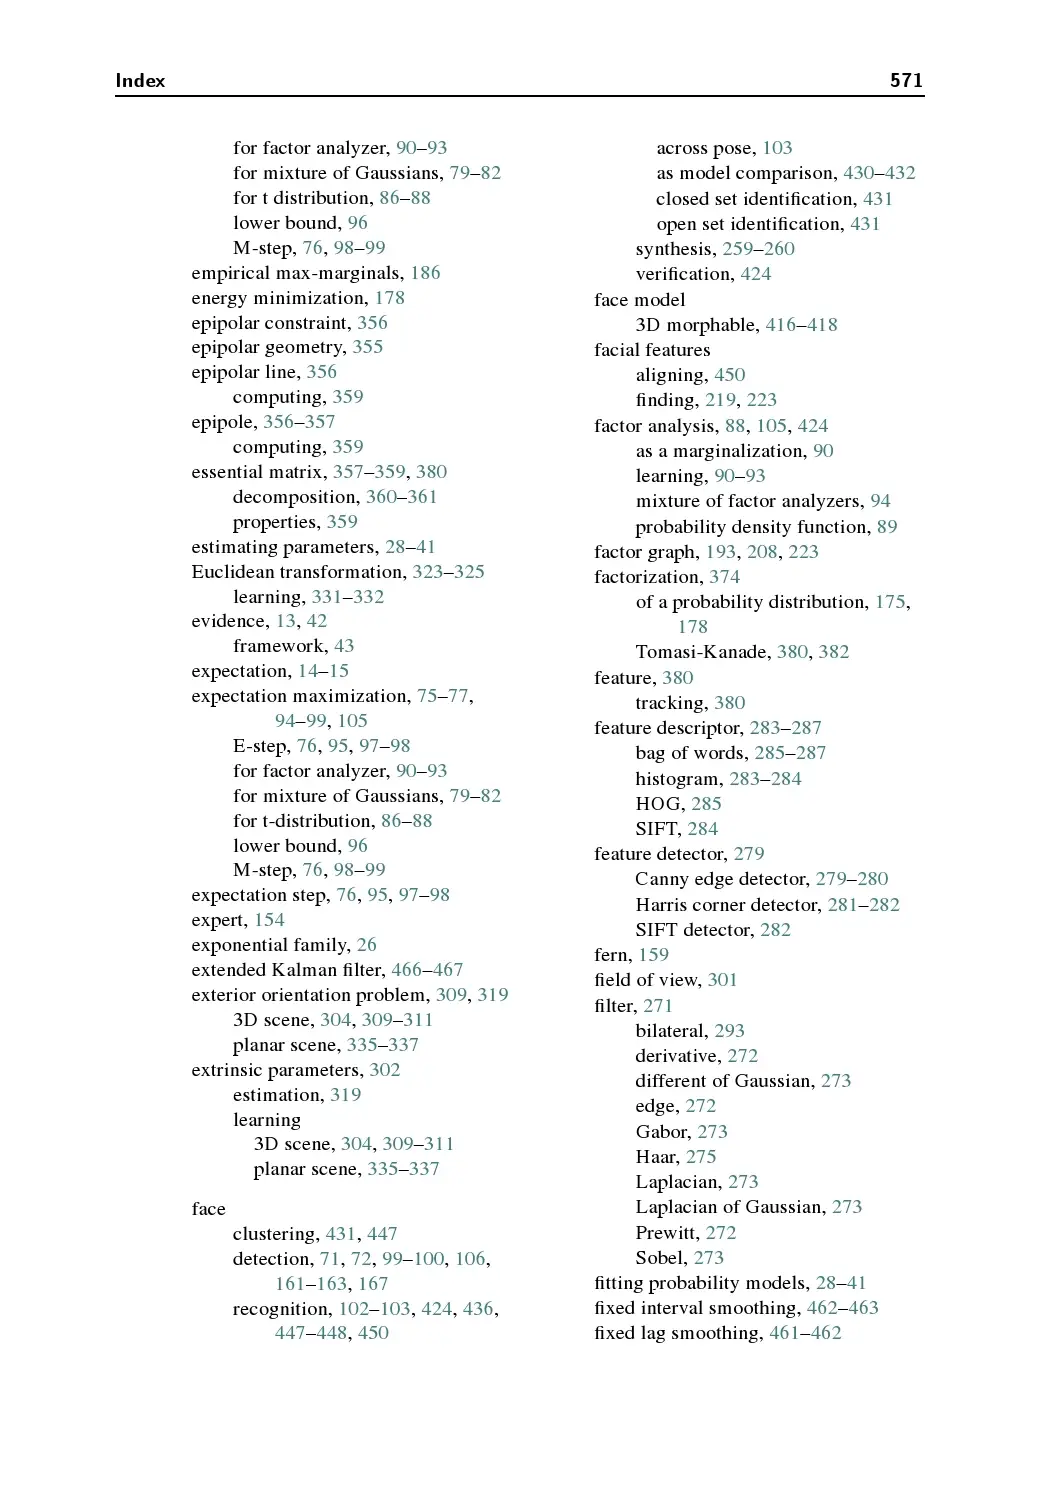 Index 571
for factor analyzer, 90–93
for mixture of Gaussians, 79–82
for t distribution, 86–88
lower bound, 96
M-step, 76, 98–99
empirical max-marginals, 186
energy minimization, 178
epipolar constraint, 356
epipolar geometry, 355
epipolar line, 356
computing, 359
epipole, 356–357
computing, 359
essential matrix, 357–359, 380
decomposition, 360–361
properties, 359
estimating parameters, 28–41
Euclidean transformation, 323–325
learning, 331–332
evidence, 13, 42
framework, 43
expectation, 14–15
expectation maximization, 75–77,
94–99, 105
E-step, 76, 95, 97–98
for factor analyzer, 90–93
for mixture of Gaussians, 79–82
for t-distribution, 86–88
lower bound, 96
M-step, 76, 98–99
expectation step, 76, 95, 97–98
expert, 154
exponential family, 26
extended Kalman filter, 466–467
exterior orientation problem, 309, 319
3D scene, 304, 309–311
planar scene, 335–337
extrinsic parameters, 302
estimation, 319
learning
3D scene, 304, 309–311
planar scene, 335–337
face
clustering, 431, 447
detection, 71, 72, 99–100, 106,
161–163, 167
recognition, 102–103, 424, 436,
447–448, 450
across pose, 103
as model comparison, 430–432
closed set identification, 431
open set identification, 431
synthesis, 259–260
verification, 424
face model
3D morphable, 416–418
facial features
aligning, 450
finding, 219, 223
factor analysis, 88, 105, 424
as a marginalization, 90
learning, 90–93
mixture of factor analyzers, 94
probability density function, 89
factor graph, 193, 208, 223
factorization, 374
of a probability distribution, 175,
178
Tomasi-Kanade, 380, 382
feature, 380
tracking, 380
feature descriptor, 283–287
bag of words, 285–287
histogram, 283–284
HOG, 285
SIFT, 284
feature detector, 279
Canny edge detector, 279–280
Harris corner detector, 281–282
SIFT detector, 282
fern, 159
field of view, 301
filter, 271
bilateral, 293
derivative, 272
different of Gaussian, 273
edge, 272
Gabor, 273
Haar, 275
Laplacian, 273
Laplacian of Gaussian, 273
Prewitt, 272
Sobel, 273
fitting probability models, 28–41
fixed interval smoothing, 462–463
fixed lag smoothing, 461–462